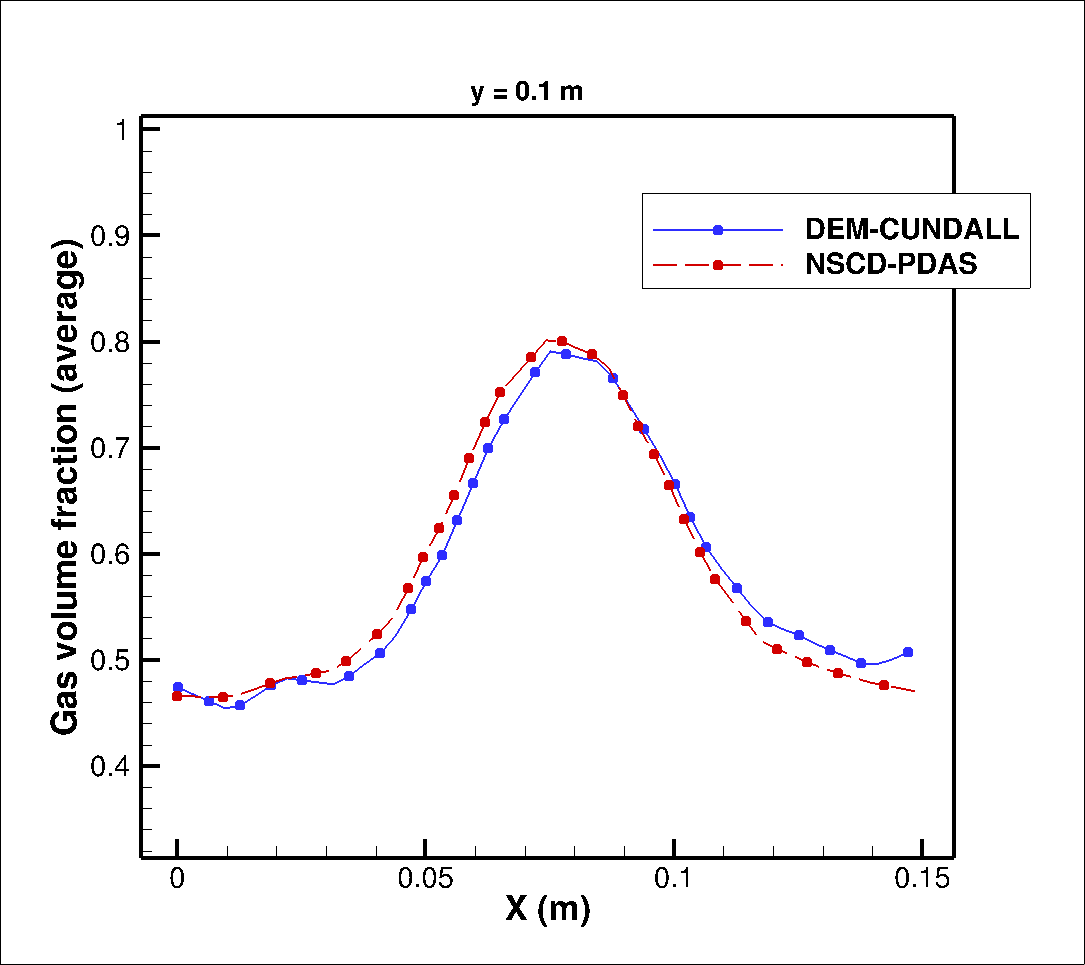 y = 0.1 m
1
0.9
0.8
0.7
0.6
0.5
0.4
Gas volume fraction (average)
DEM-CUNDALL
NSCD-PDAS
0 0.05 0.1 0.15
X (m)